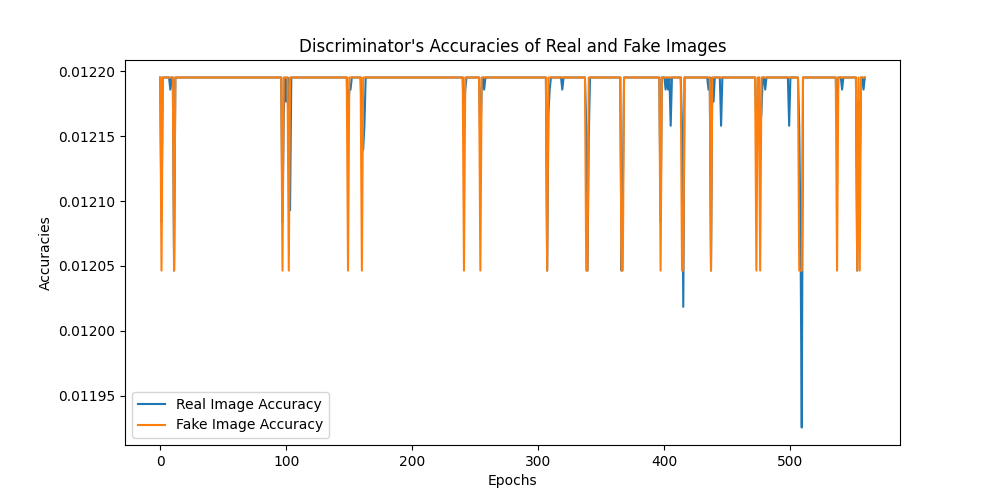 Discriminator's Accuracies of Real and Fake Images
Accuracies
0.01220
0.01215
0.01210
0.01205
0.01200
0.01195
Real Image Accuracy
Fake Image Accuracy
0 100 200 300 400 500
Epochs